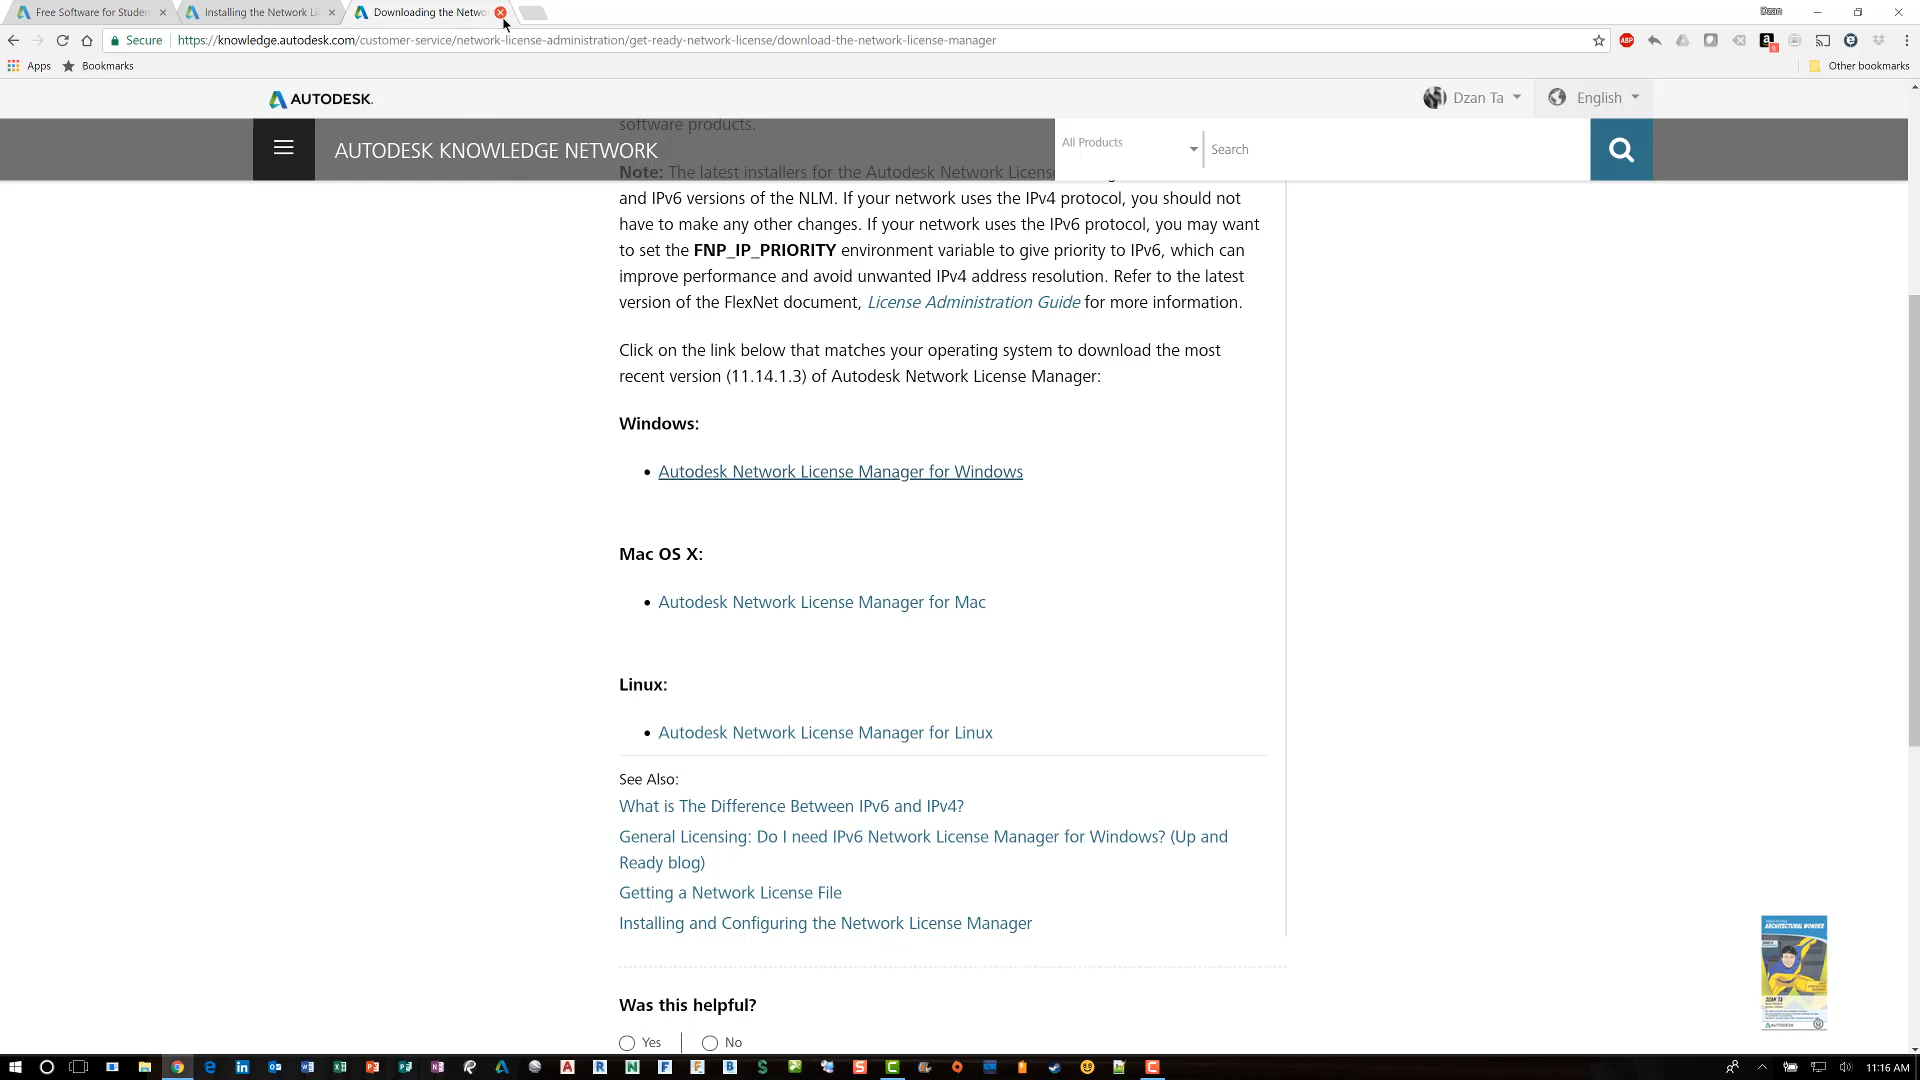 Free Software for Studen
Installing the Network Li
Downloading the Netwo
Dzan
Secure
https://knowledge.autodesk.com/customer-service/network-license-administration/get-ready-network-license/download-the-network-license-manager
Apps
Bookmarks
Other bookmarks
AUTODESK.
Dzan Ta
English
software products.
AUTODESK KNOWLEDGE NETWORK
All Products
Search
Note: The latest installers for the Autodesk Network License
and IPv6 versions of the NLM. If your network uses the IPv4 protocol, you should not
have to make any other changes. If your network uses the IPv6 protocol, you may want
to set the FNP_IP_PRIORITY environment variable to give priority to IPv6, which can
improve performance and avoid unwanted IPv4 address resolution. Refer to the latest
version of the FlexNet document, License Administration Guide for more information.
Click on the link below that matches your operating system to download the most
recent version (11.14.1.3) of Autodesk Network License Manager:
Windows:
• Autodesk Network License Manager for Windows
Mac OS X:
• Autodesk Network License Manager for Mac
Linux:
• Autodesk Network License Manager for Linux
See Also:
What is The Difference Between IPv6 and IPv4?
General Licensing: Do I need IPv6 Network License Manager for Windows? (Up and
Ready blog)
Getting a Network License File
Installing and Configuring the Network License Manager
Was this helpful?
Yes
No
ARCHITECTURAL WONDER
DZAN TA
AUTODESK
11:16 AM